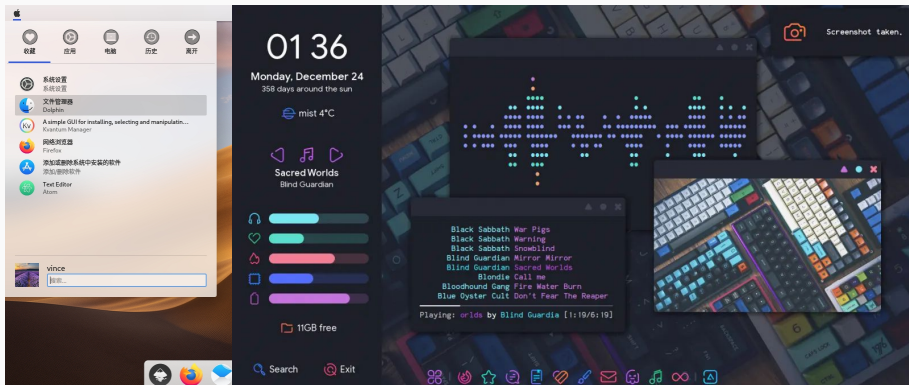 收藏
应用
电脑
历史
离开
系统设置
系统设置
文件管理器
Dolphin
A simple GUI for installing, selecting and manipulatin...
Kvantum Manager
网络浏览器
Firefox
添加或删除系统中安装的软件
添加/删除软件
Text Editor
Atom
vince
搜索...
01 36
Monday, December 24
358 days around the sun
mist 4°C
Sacred Worlds
Blind Guardian
11GB free
Search
Exit
Screenshot taken.
Black Sabbath War Pigs
Black Sabbath Warning
Black Sabbath Snowblind
Blind Guardian Mirror Mirror
Blind Guardian Sacred Worlds
Blondie Call me
Bloodhound Gang Fire Water Burn
Blue Oyster Cult Don't Fear The Reaper
Playing: orlds by Blind Guardia [1:19/6:19]